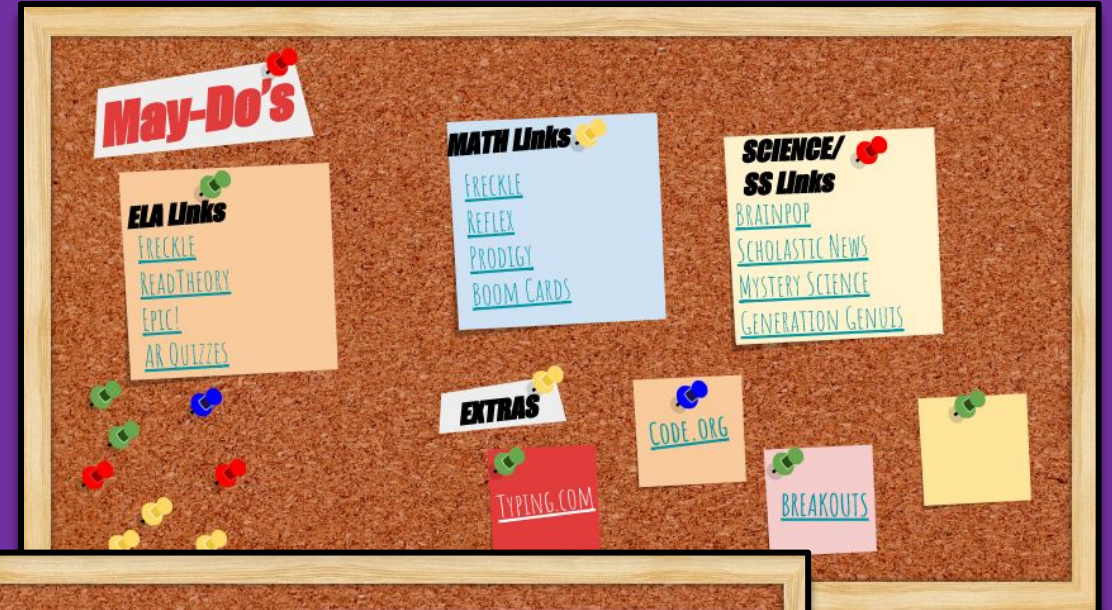 May-Do's
ELA Links
FRECKLE
READTHEORY
EPIC!
AR QUIZZES
MATH Links
FRECKLE
REFLEX
PRODIGY
BOOM CARDS
SCIENCE/
SS Links
BRAINPOP
SCHOLASTIC NEWS
MYSTERY SCIENCE
GENERATION GENUIS
EXTRAS
TYPING.COM
CODE.ORG
BREAKOUTS